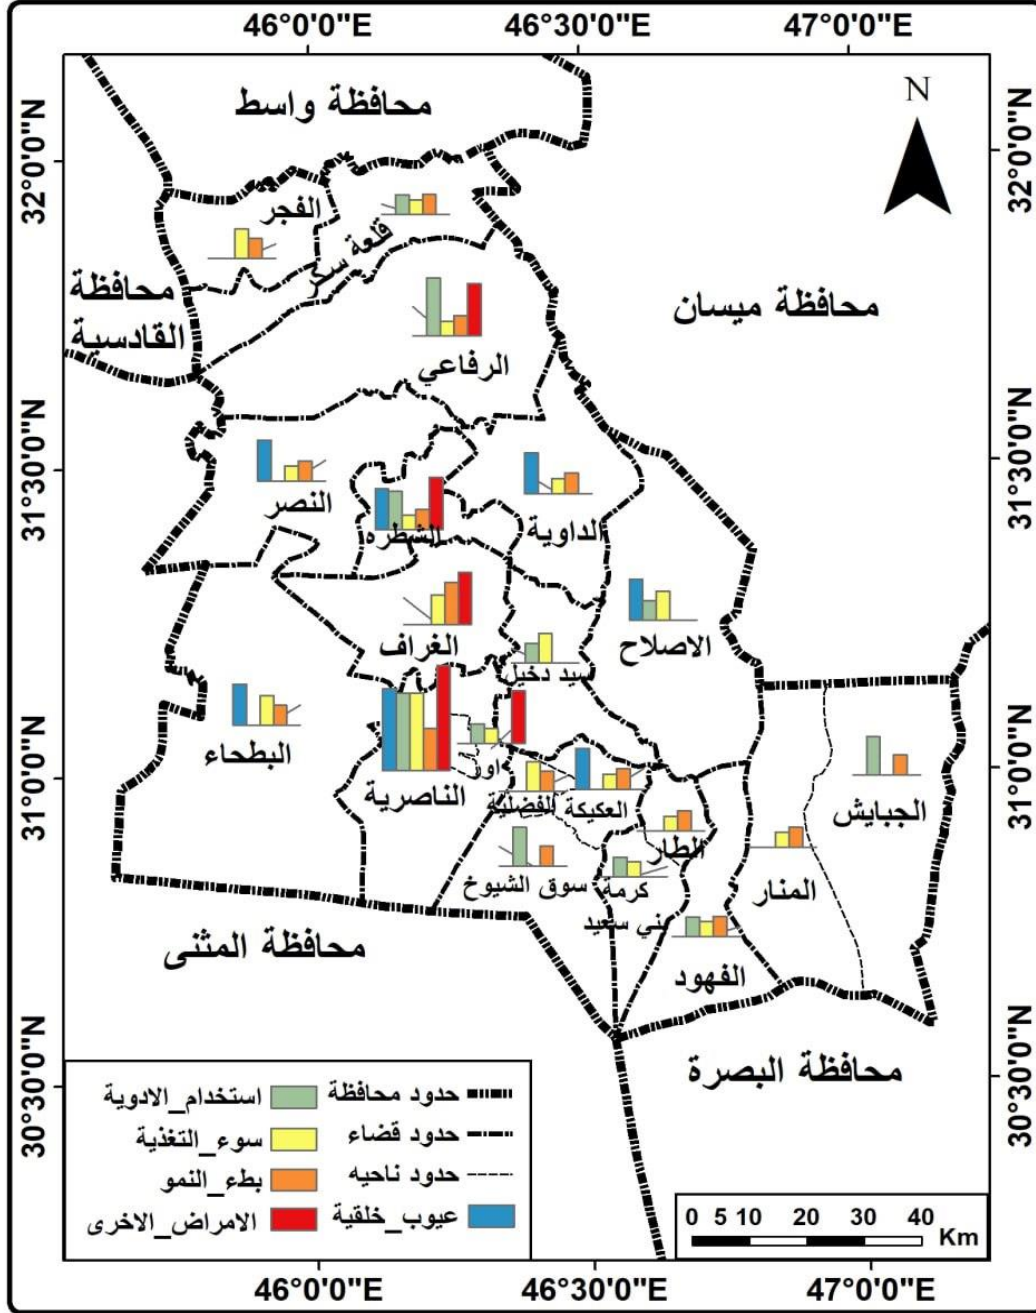 46°0'0"E 46°30'0"E 47°0'0"E
N
32°0'0"N
32°0'0"N
محافظة واسط
الفجر
قلعة سكر
محافظة
القادسية
محافظة ميسان
الرفاعي
31°30'0"N
31°30'0"N
النصر
الشطره
الداوية
الغراف
الاصلاح
سيد دخيل
البطحاء
الناصرية
اور
31°0'0"N
31°0'0"N
الفضلية
العكيكة
الجبايش
الطار
المنار
سوق الشيوخ
كرمة
بني سعيد
الفهود
محافظة المثنى
محافظة البصرة
30°30'0"N
30°30'0"N
حدود محافظة
حدود قضاء
حدود ناحيه
عيوب_خلقية
استخدام_الادوية
سوء_التغذية
بطء_النمو
الامراض_الاخرى
0 5 10 20 30 40
Km
46°0'0"E 46°30'0"E 47°0'0"E